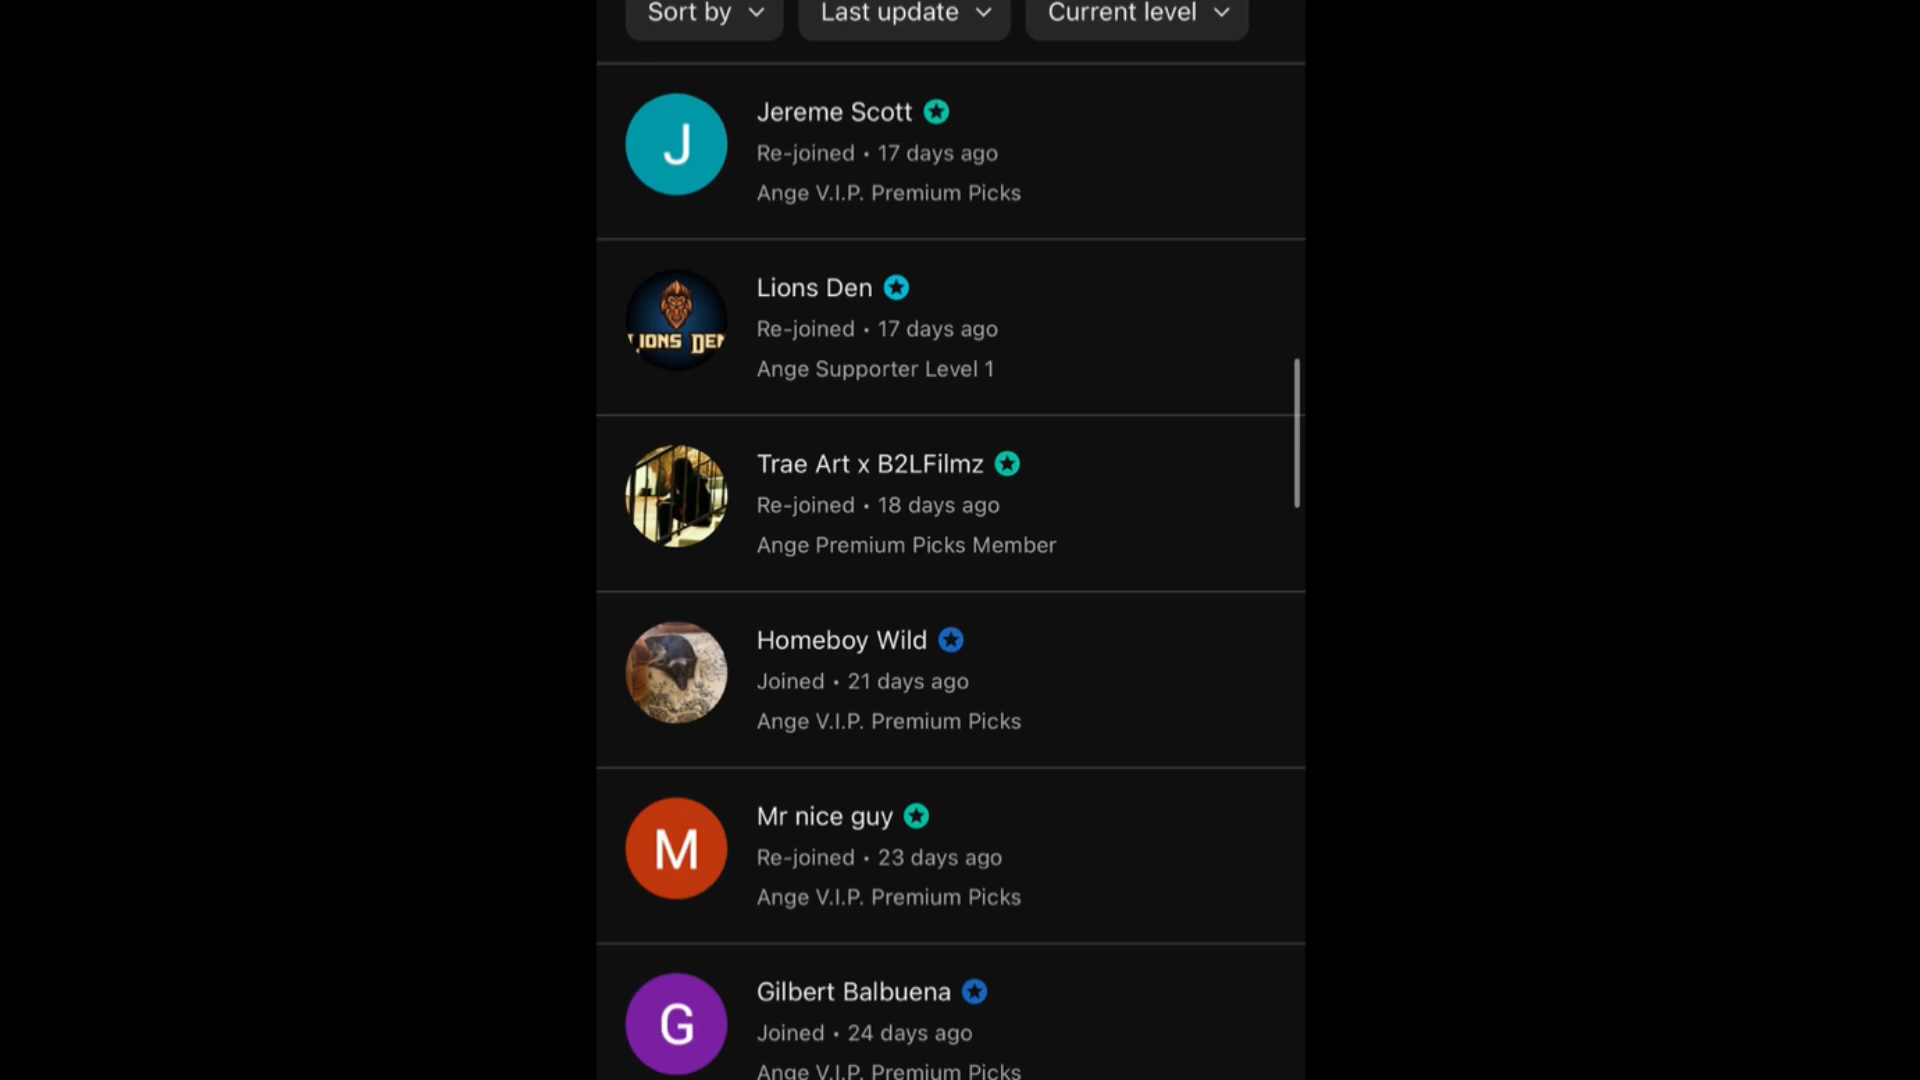 Sort by
Last update
Current level
J
Jereme Scott
Re-joined • 17 days ago
Ange V.I.P. Premium Picks
LIONS DEN
Lions Den
Re-joined • 17 days ago
Ange Supporter Level 1
Trae Art x B2LFilmz
Re-joined • 18 days ago
Ange Premium Picks Member
Homeboy Wild
Joined • 21 days ago
Ange V.I.P. Premium Picks
M
Mr nice guy
Re-joined • 23 days ago
Ange V.I.P. Premium Picks
G
Gilbert Balbuena
Joined • 24 days ago
Ange V.I.P. Premium Picks